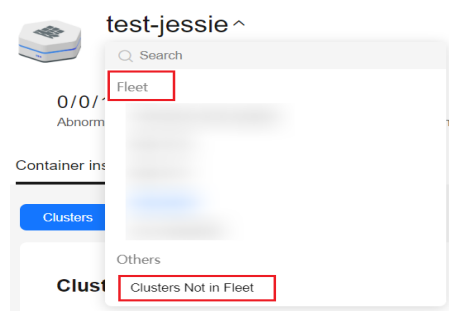 test-jessie
Search
Fleet
0/0/
Abnorm
Container ins
Clusters
Others
Clusters Not in Fleet
Clust